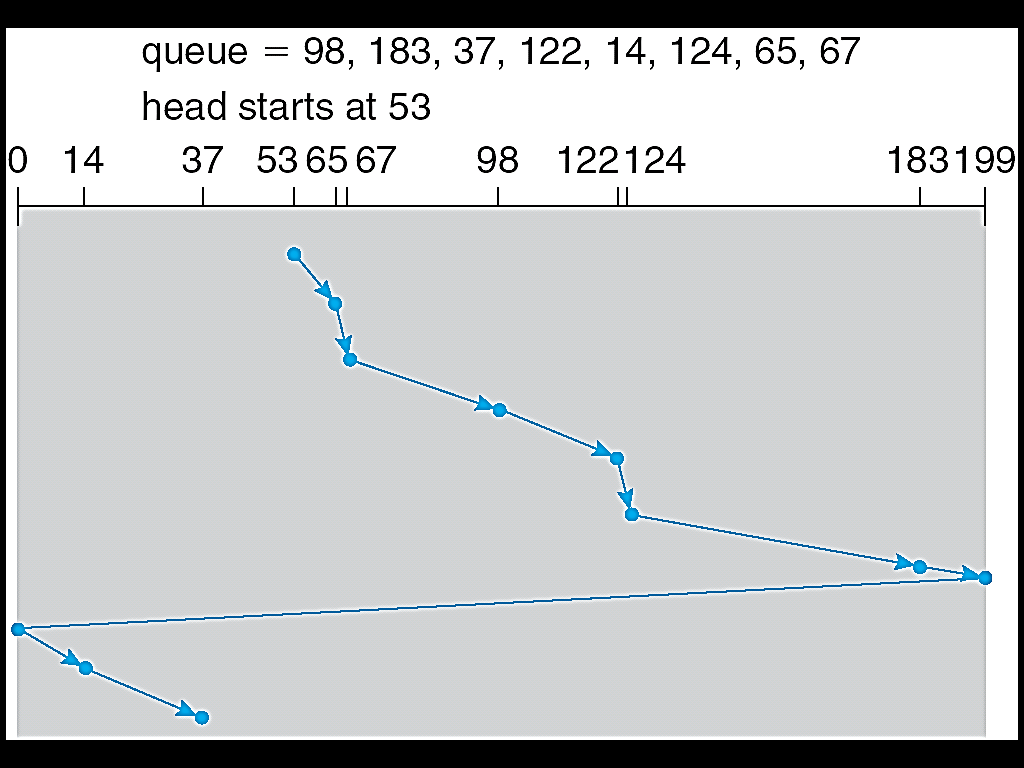 queue = 98, 183, 37, 122, 14, 124, 65, 67
head starts at 53
0 14 37 53 65 67 98 122 124 183 199